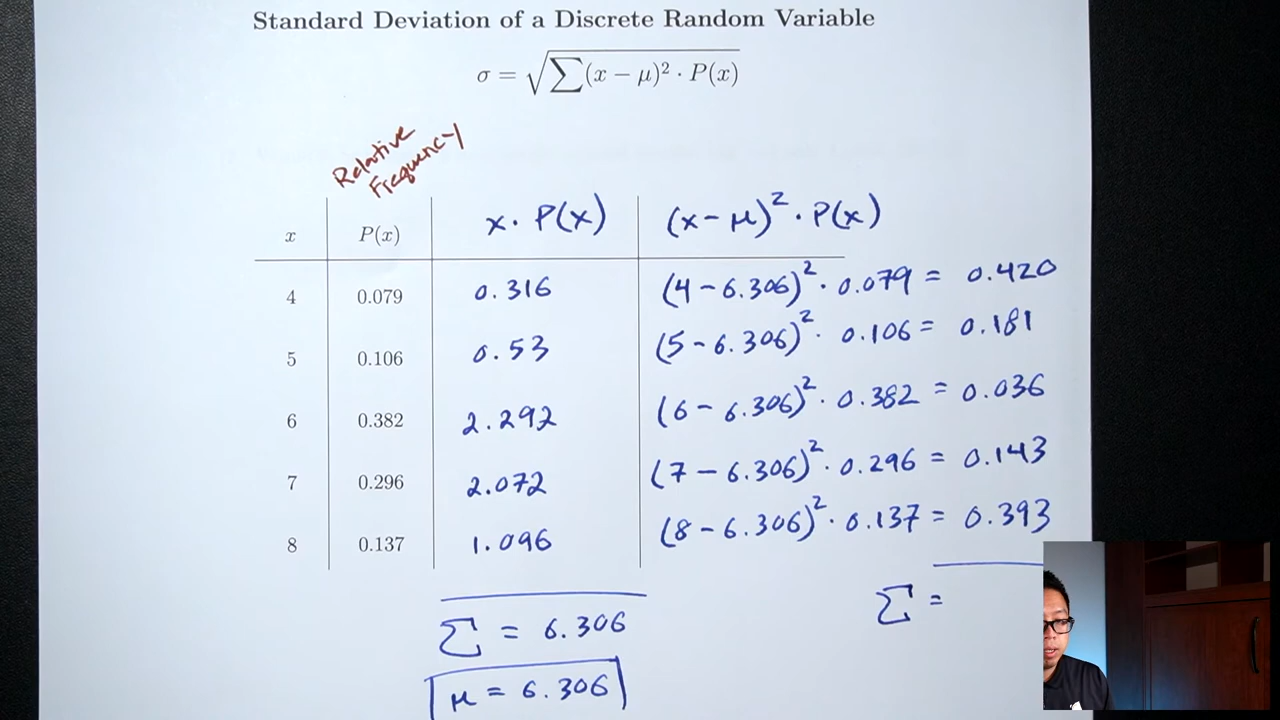 Standard Deviation of a Discrete Random Variable
σ = √∑(x − μ)² · P(x)
Relative
Frequency
x P(x) x · P(x) (x − μ)² · P(x)
4 0.079 0.316 (4 − 6.306)² · 0.079 = 0.420
5 0.106 0.53 (5 − 6.306)² · 0.106 = 0.181
6 0.382 2.292 (6 − 6.306)² · 0.382 = 0.036
7 0.296 2.072 (7 − 6.306)² · 0.296 = 0.143
8 0.137 1.096 (8 − 6.306)² · 0.137 = 0.393
∑ = 6.306 ∑ =
μ = 6.306